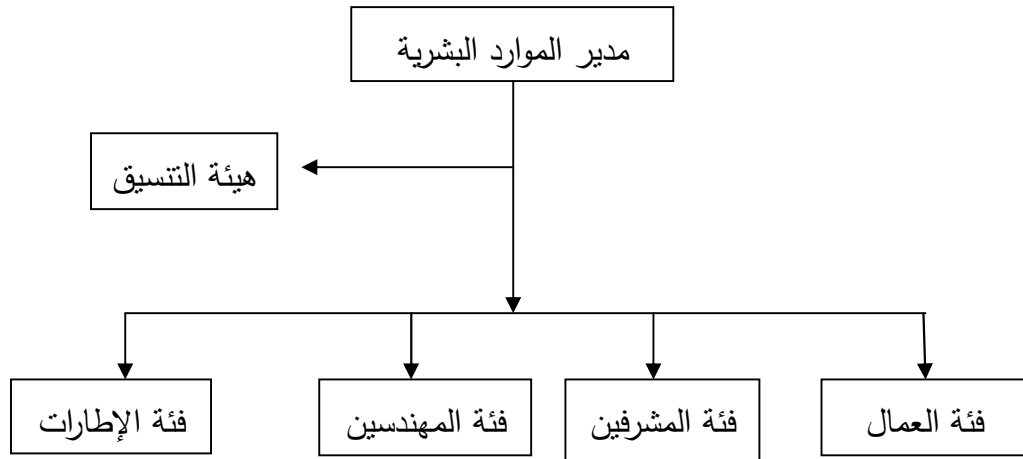 مدير الموارد البشرية
هيئة التنسيق
فئة العمال
فئة المشرفين
فئة المهندسين
فئة الإطارات